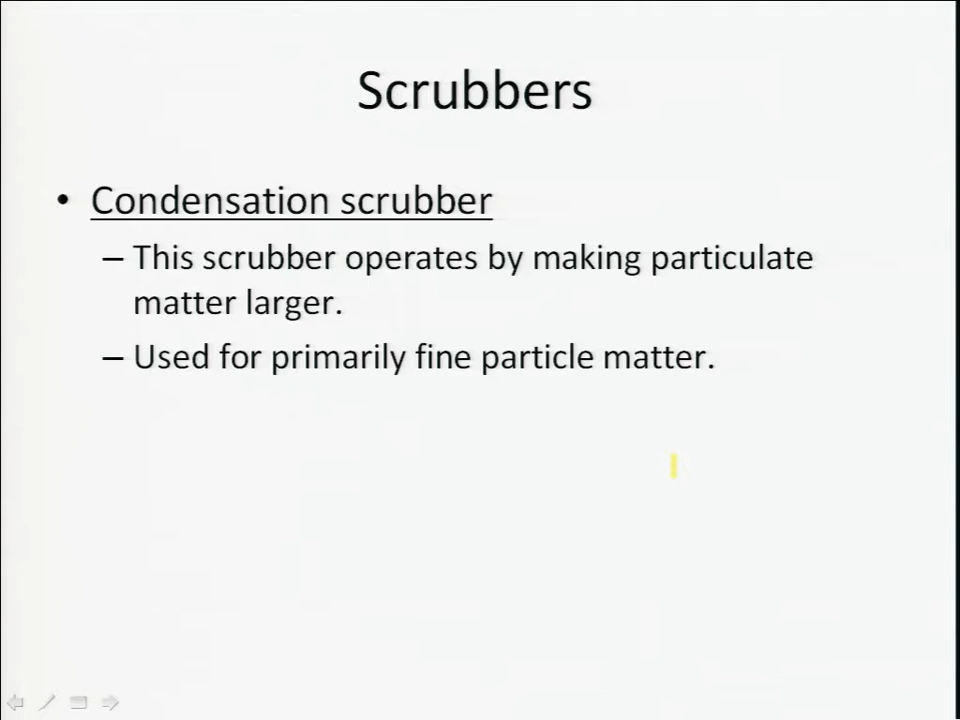 Scrubbers
• Condensation scrubber
– This scrubber operates by making particulate
matter larger.
– Used for primarily fine particle matter.